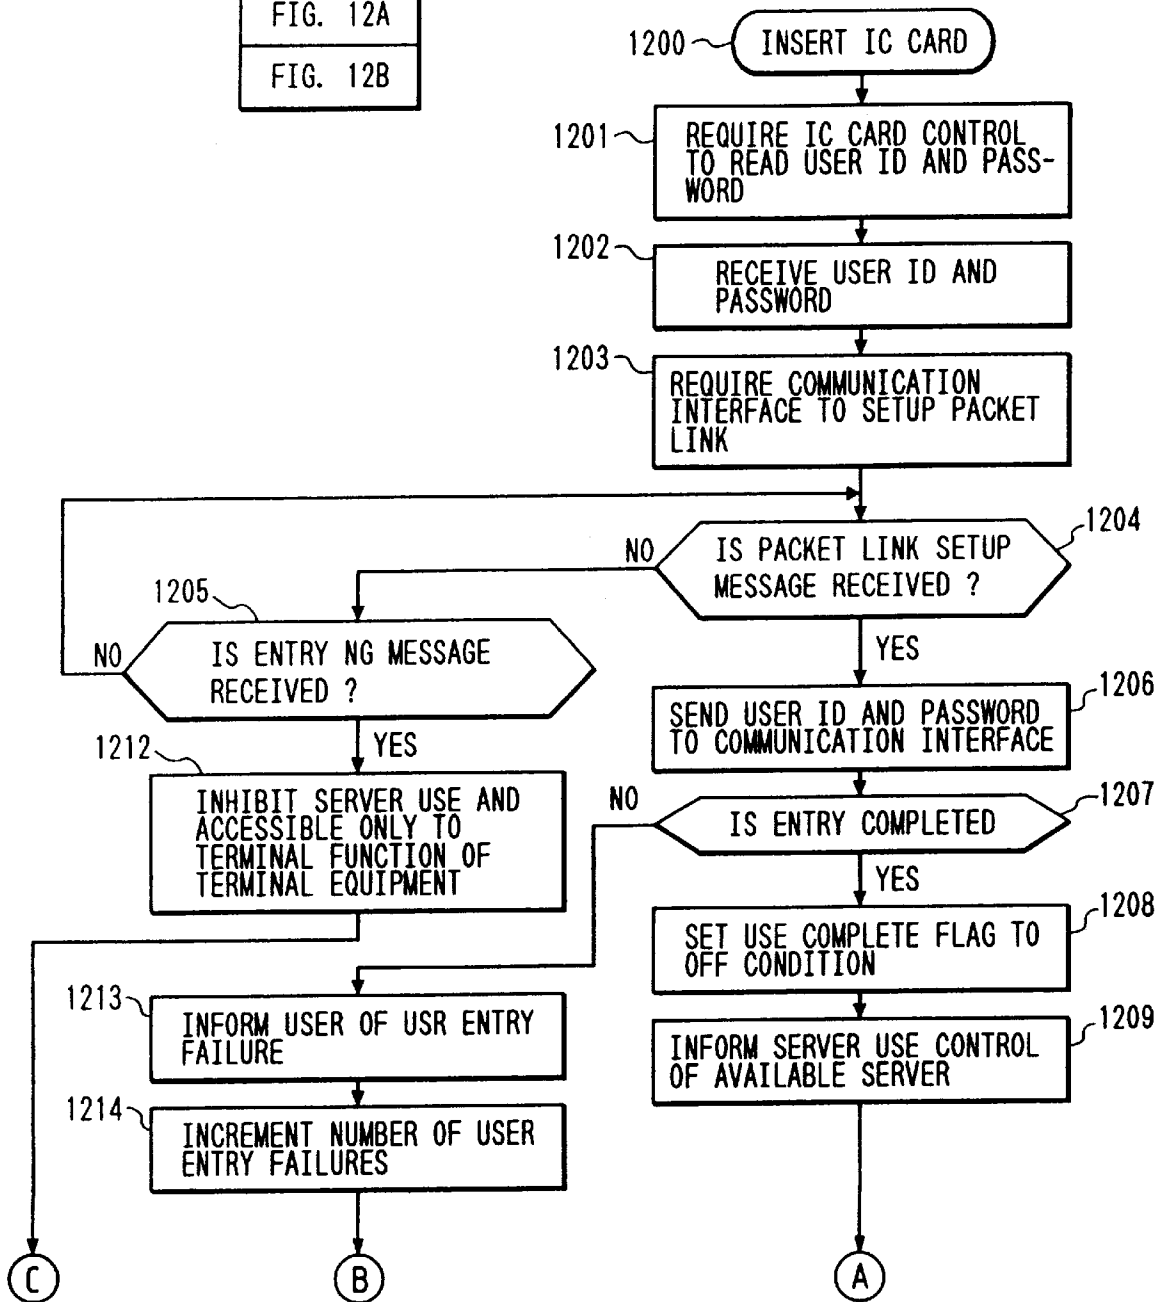 FIG. 12A
FIG. 12B
1200
INSERT IC CARD
1201
REQUIRE IC CARD CONTROL
TO READ USER ID AND PASS-
WORD
1202
RECEIVE USER ID AND
PASSWORD
1203
REQUIRE COMMUNICATION
INTERFACE TO SETUP PACKET
LINK
1204
IS PACKET LINK SETUP
MESSAGE RECEIVED ?
NO
YES
1205
IS ENTRY NG MESSAGE
RECEIVED ?
NO
YES
1206
SEND USER ID AND PASSWORD
TO COMMUNICATION INTERFACE
1212
INHIBIT SERVER USE AND
ACCESSIBLE ONLY TO
TERMINAL FUNCTION OF
TERMINAL EQUIPMENT
1207
IS ENTRY COMPLETED
NO
YES
1208
SET USE COMPLETE FLAG TO
OFF CONDITION
1213
INFORM USER OF USR ENTRY
FAILURE
1209
INFORM SERVER USE CONTROL
OF AVAILABLE SERVER
1214
INCREMENT NUMBER OF USER
ENTRY FAILURES
C
B
A